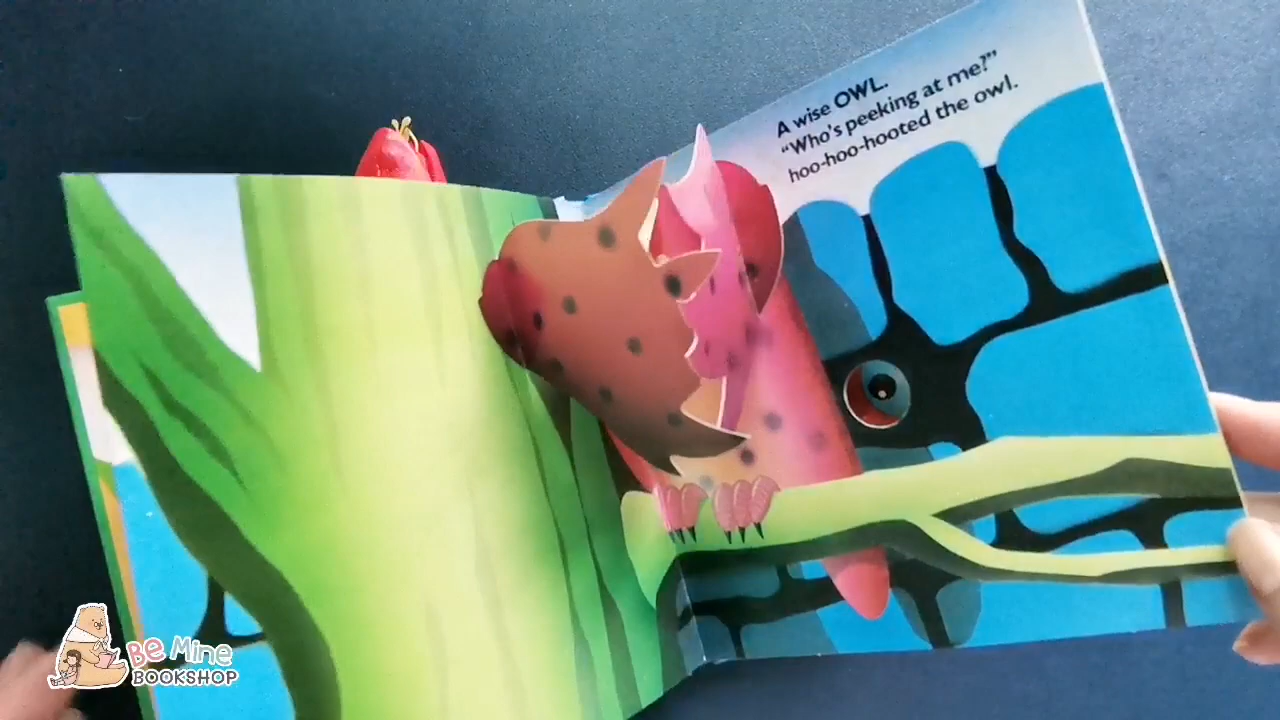 A wise OWL.
"Who's peeking at me?"
hoo-hoo-hooted the owl.
Be Mine
BOOKSHOP